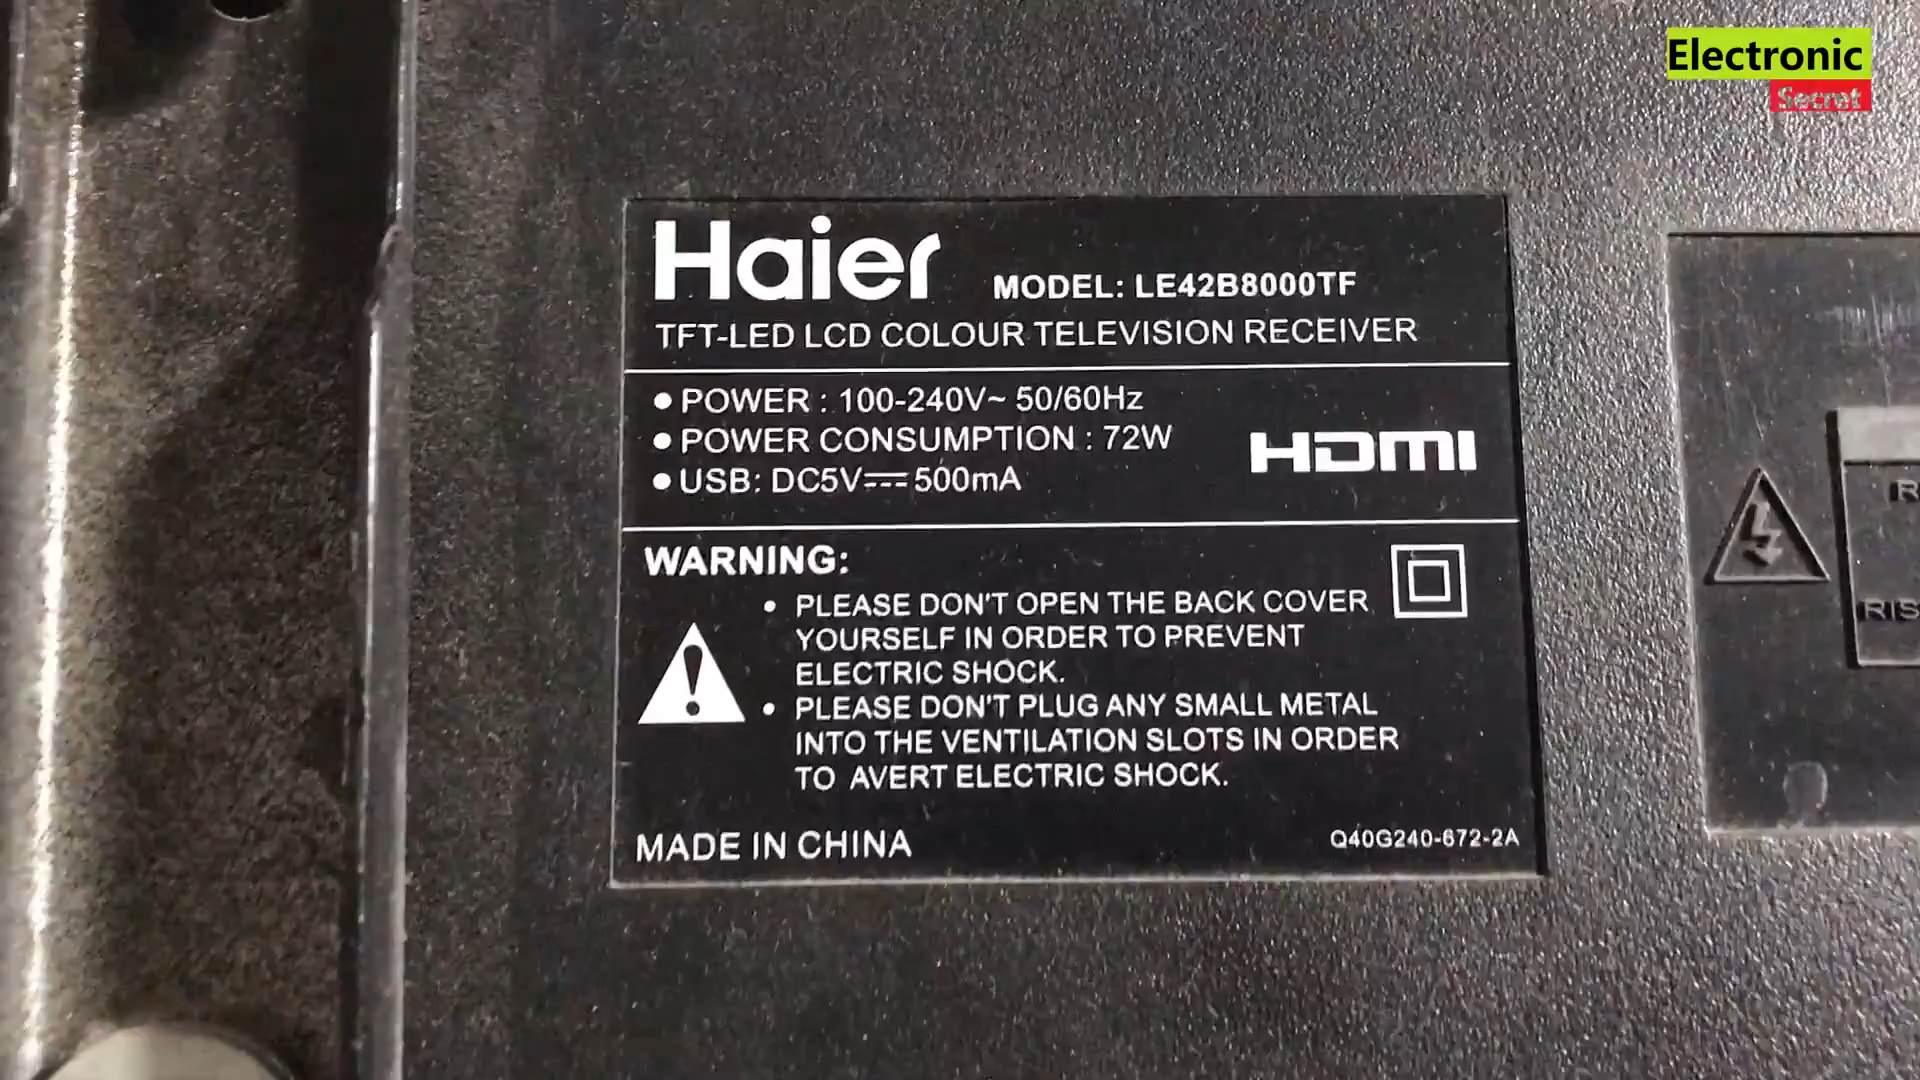 Electronic
Secret
Haier MODEL: LE42B8000TF
TFT-LED LCD COLOUR TELEVISION RECEIVER
● POWER : 100-240V~ 50/60Hz
● POWER CONSUMPTION : 72W
● USB: DC5V⎓500mA
HDMI
WARNING:
• PLEASE DON'T OPEN THE BACK COVER
YOURSELF IN ORDER TO PREVENT
ELECTRIC SHOCK.
• PLEASE DON'T PLUG ANY SMALL METAL
INTO THE VENTILATION SLOTS IN ORDER
TO AVERT ELECTRIC SHOCK.
MADE IN CHINA
Q40G240-672-2A
R
RIS